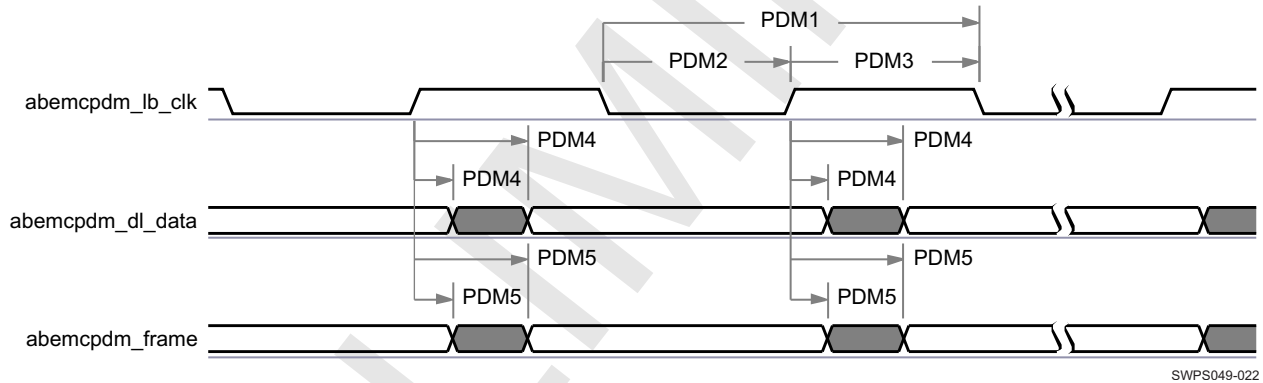 PDM1
PDM2 PDM3
abemcpdm_lb_clk
PDM4 PDM4
PDM4 PDM4
abemcpdm_dl_data
PDM5 PDM5
PDM5 PDM5
abemcpdm_frame
SWPS049-022